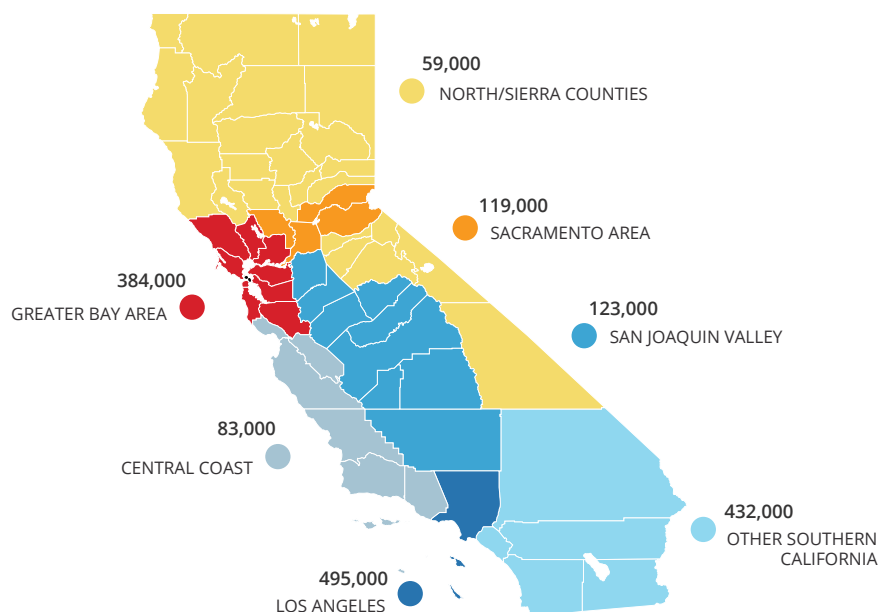 59,000
NORTH/SIERRA COUNTIES
119,000
SACRAMENTO AREA
384,000
GREATER BAY AREA
123,000
SAN JOAQUIN VALLEY
83,000
CENTRAL COAST
432,000
OTHER SOUTHERN
CALIFORNIA
495,000
LOS ANGELES